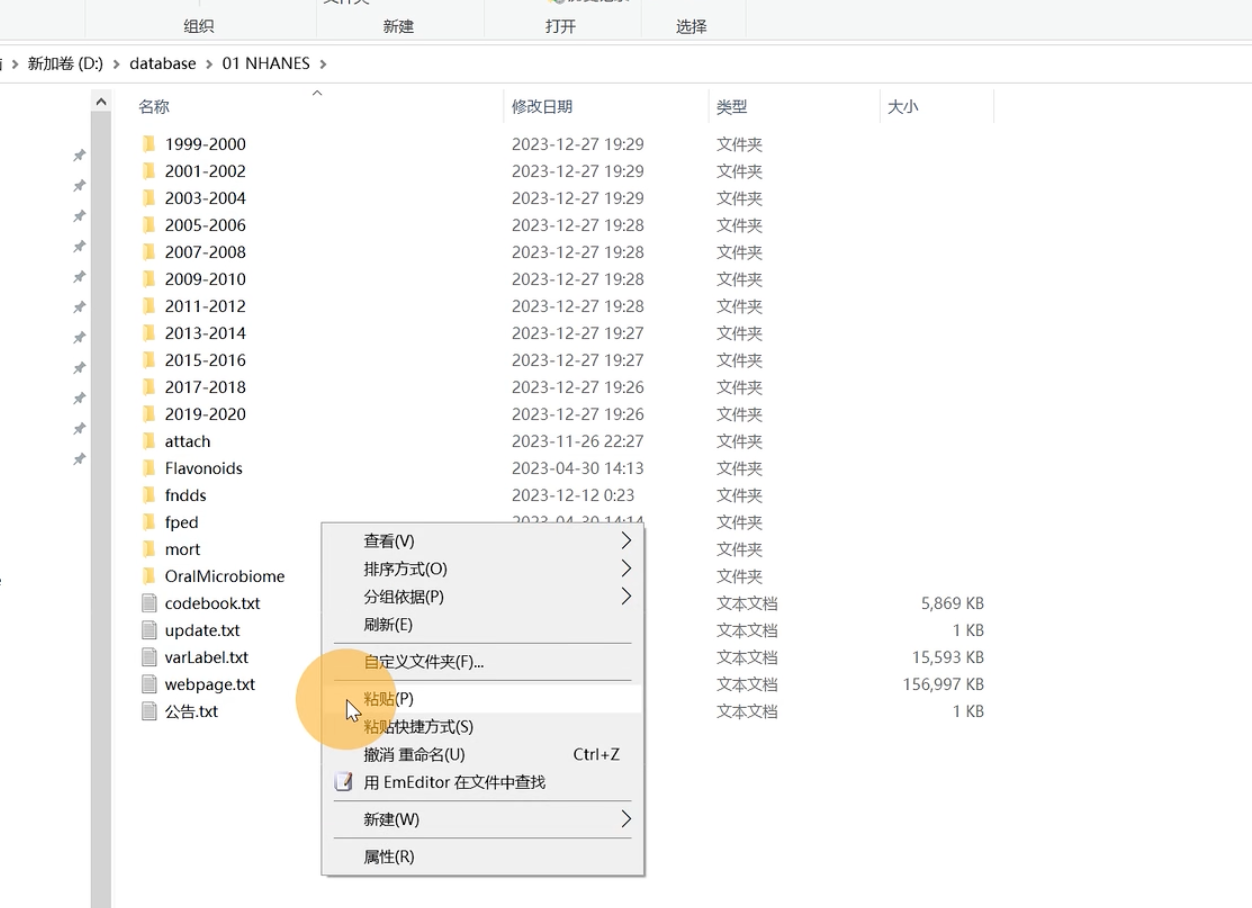 组织 新建 打开 选择
新加卷 (D:) database 01 NHANES
名称 修改日期 类型 大小
1999-2000 2023-12-27 19:29 文件夹
2001-2002 2023-12-27 19:29 文件夹
2003-2004 2023-12-27 19:29 文件夹
2005-2006 2023-12-27 19:28 文件夹
2007-2008 2023-12-27 19:28 文件夹
2009-2010 2023-12-27 19:28 文件夹
2011-2012 2023-12-27 19:28 文件夹
2013-2014 2023-12-27 19:27 文件夹
2015-2016 2023-12-27 19:27 文件夹
2017-2018 2023-12-27 19:26 文件夹
2019-2020 2023-12-27 19:26 文件夹
attach 2023-11-26 22:27 文件夹
Flavonoids 2023-04-30 14:13 文件夹
fndds 2023-12-12 0:23 文件夹
fped 2023-04-30 14:14 文件夹
mort 文件夹
OralMicrobiome 文件夹
codebook.txt 文本文档 5,869 KB
update.txt 文本文档 1 KB
varLabel.txt 文本文档 15,593 KB
webpage.txt 文本文档 156,997 KB
公告.txt 文本文档 1 KB
查看(V)
排序方式(O)
分组依据(P)
刷新(E)
自定义文件夹(F)...
粘贴(P)
粘贴快捷方式(S)
撤消 重命名(U) Ctrl+Z
用 EmEditor 在文件中查找
新建(W)
属性(R)